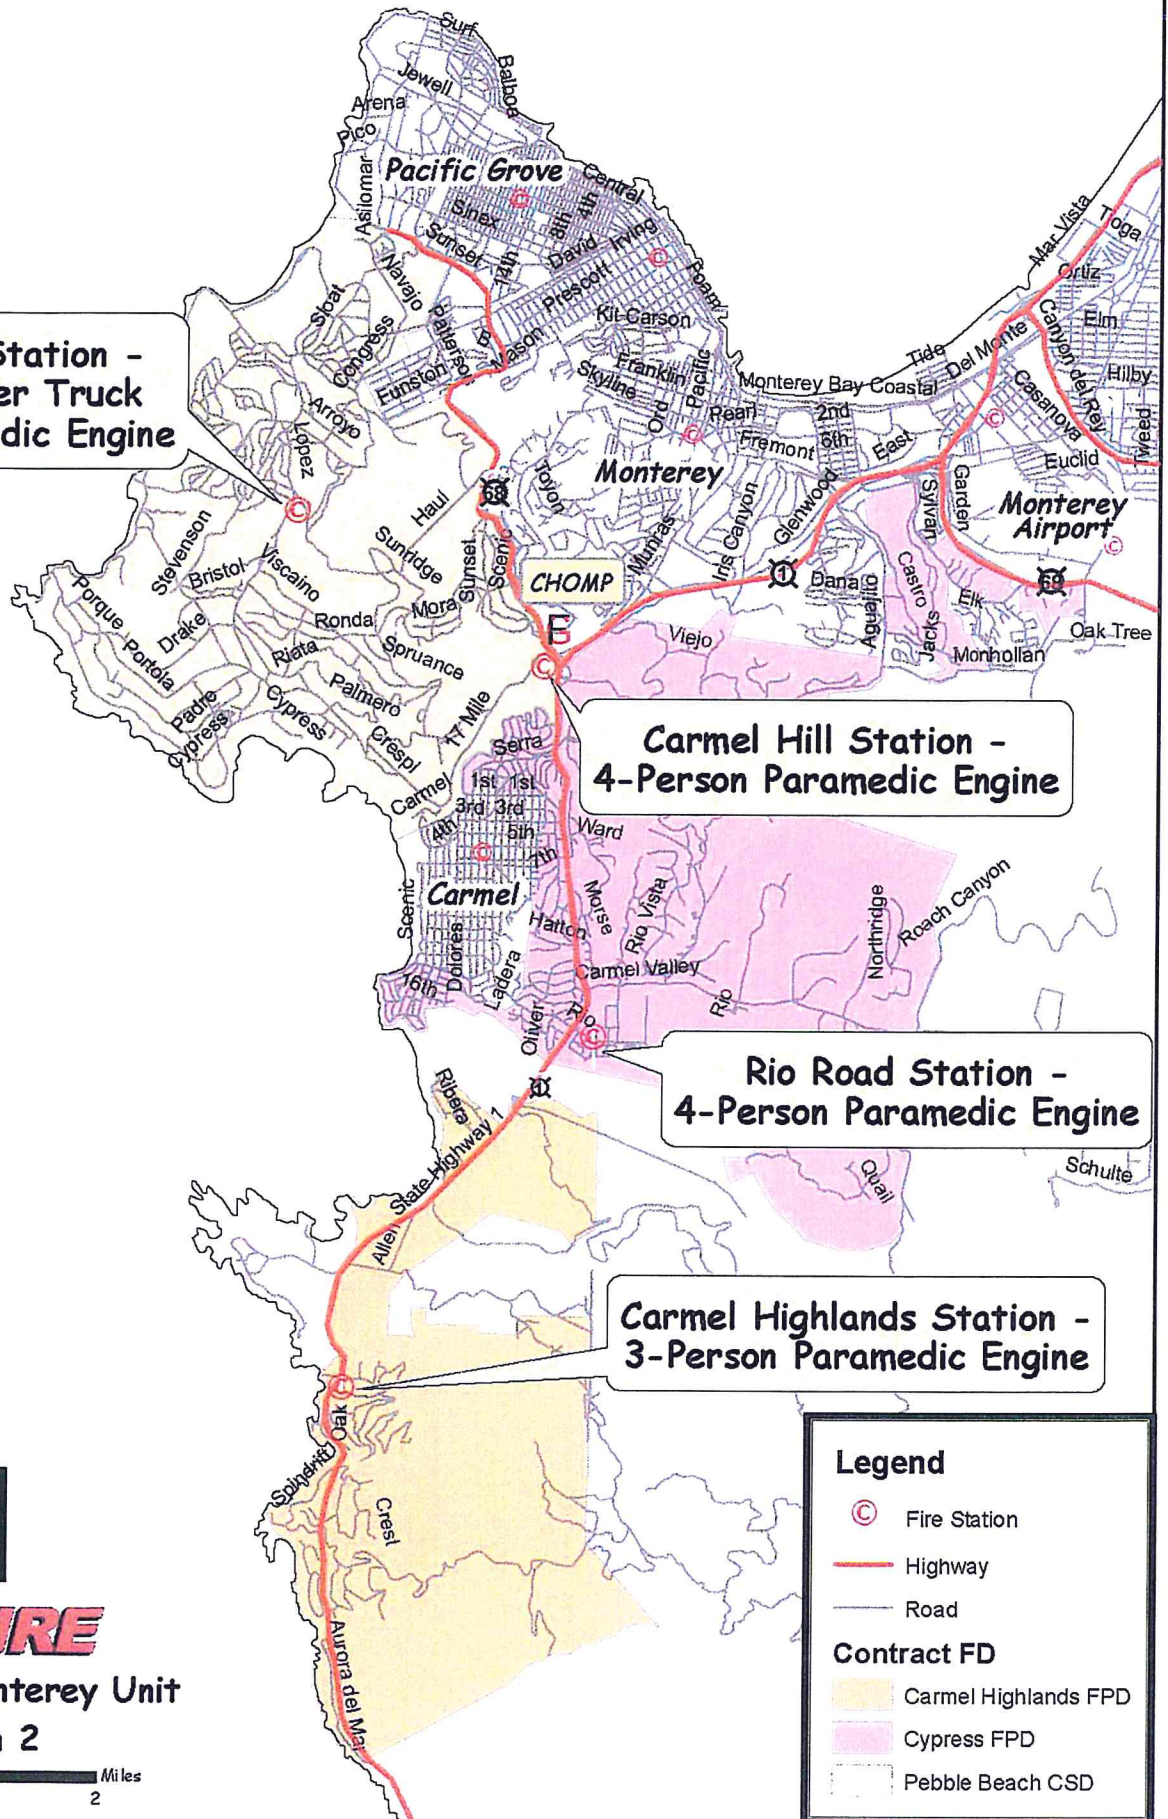 Surf
Balboa
Jewell
Arena
Pico
Pacific Grove
Central
Asilomar
Sinex
8th
4th
Sunset
14th
David
Irving
Foam
Mar Vista
Ioga
Ortiz
Navajo
Sloat
Prescott
Kit Carson
Congress
Patterson
B
Mason
Funston
Franklin
Skyline
Pacific
Ord
Tide
Del Monte
Canyon del Rey
Elm
Hilby
Monterey Bay Coastal
Casanova
Pearl
2nd
Fremont
6th
East
Euclid
Tweed
Station -
er Truck
dic Engine
Arroyo
Lopez
Monterey
Toyon
68
Haul
Glenwood
Sylvan
Garden
Monterey
Airport
Stevenson
Viscaino
Bristol
Sunridge
Sunset
Scenic
Munras
Iris Canyon
CHOMP
1
Dana
Aguajito
Castro
Elk
68
Porque
Drake
Ronda
Mora
Portola
Riata
Spruance
Viejo
Jacks
Oak Tree
Monhollan
Padre
Cypress
Cypress
Palmero
Crespi
17 Mile
Carmel Hill Station -
4-Person Paramedic Engine
Serra
Carmel
1st
1st
3rd
3rd
4th
5th
7th
Ward
Scenic
Carmel
Hatton
Morse
Rio Vista
Northridge
Roach Canyon
Dolores
Ladera
Carmel Valley
16th
Oliver
Rio
Rio
Rio Road Station -
4-Person Paramedic Engine
Ribera
1
State Highway 1
Quail
Schulte
Allen
Carmel Highlands Station -
3-Person Paramedic Engine
Oak
Spindrift
Crest
Aurora del Mar
IRE
nterey Unit
2
Miles
2
Legend
© Fire Station
Highway
Road
Contract FD
Carmel Highlands FPD
Cypress FPD
Pebble Beach CSD